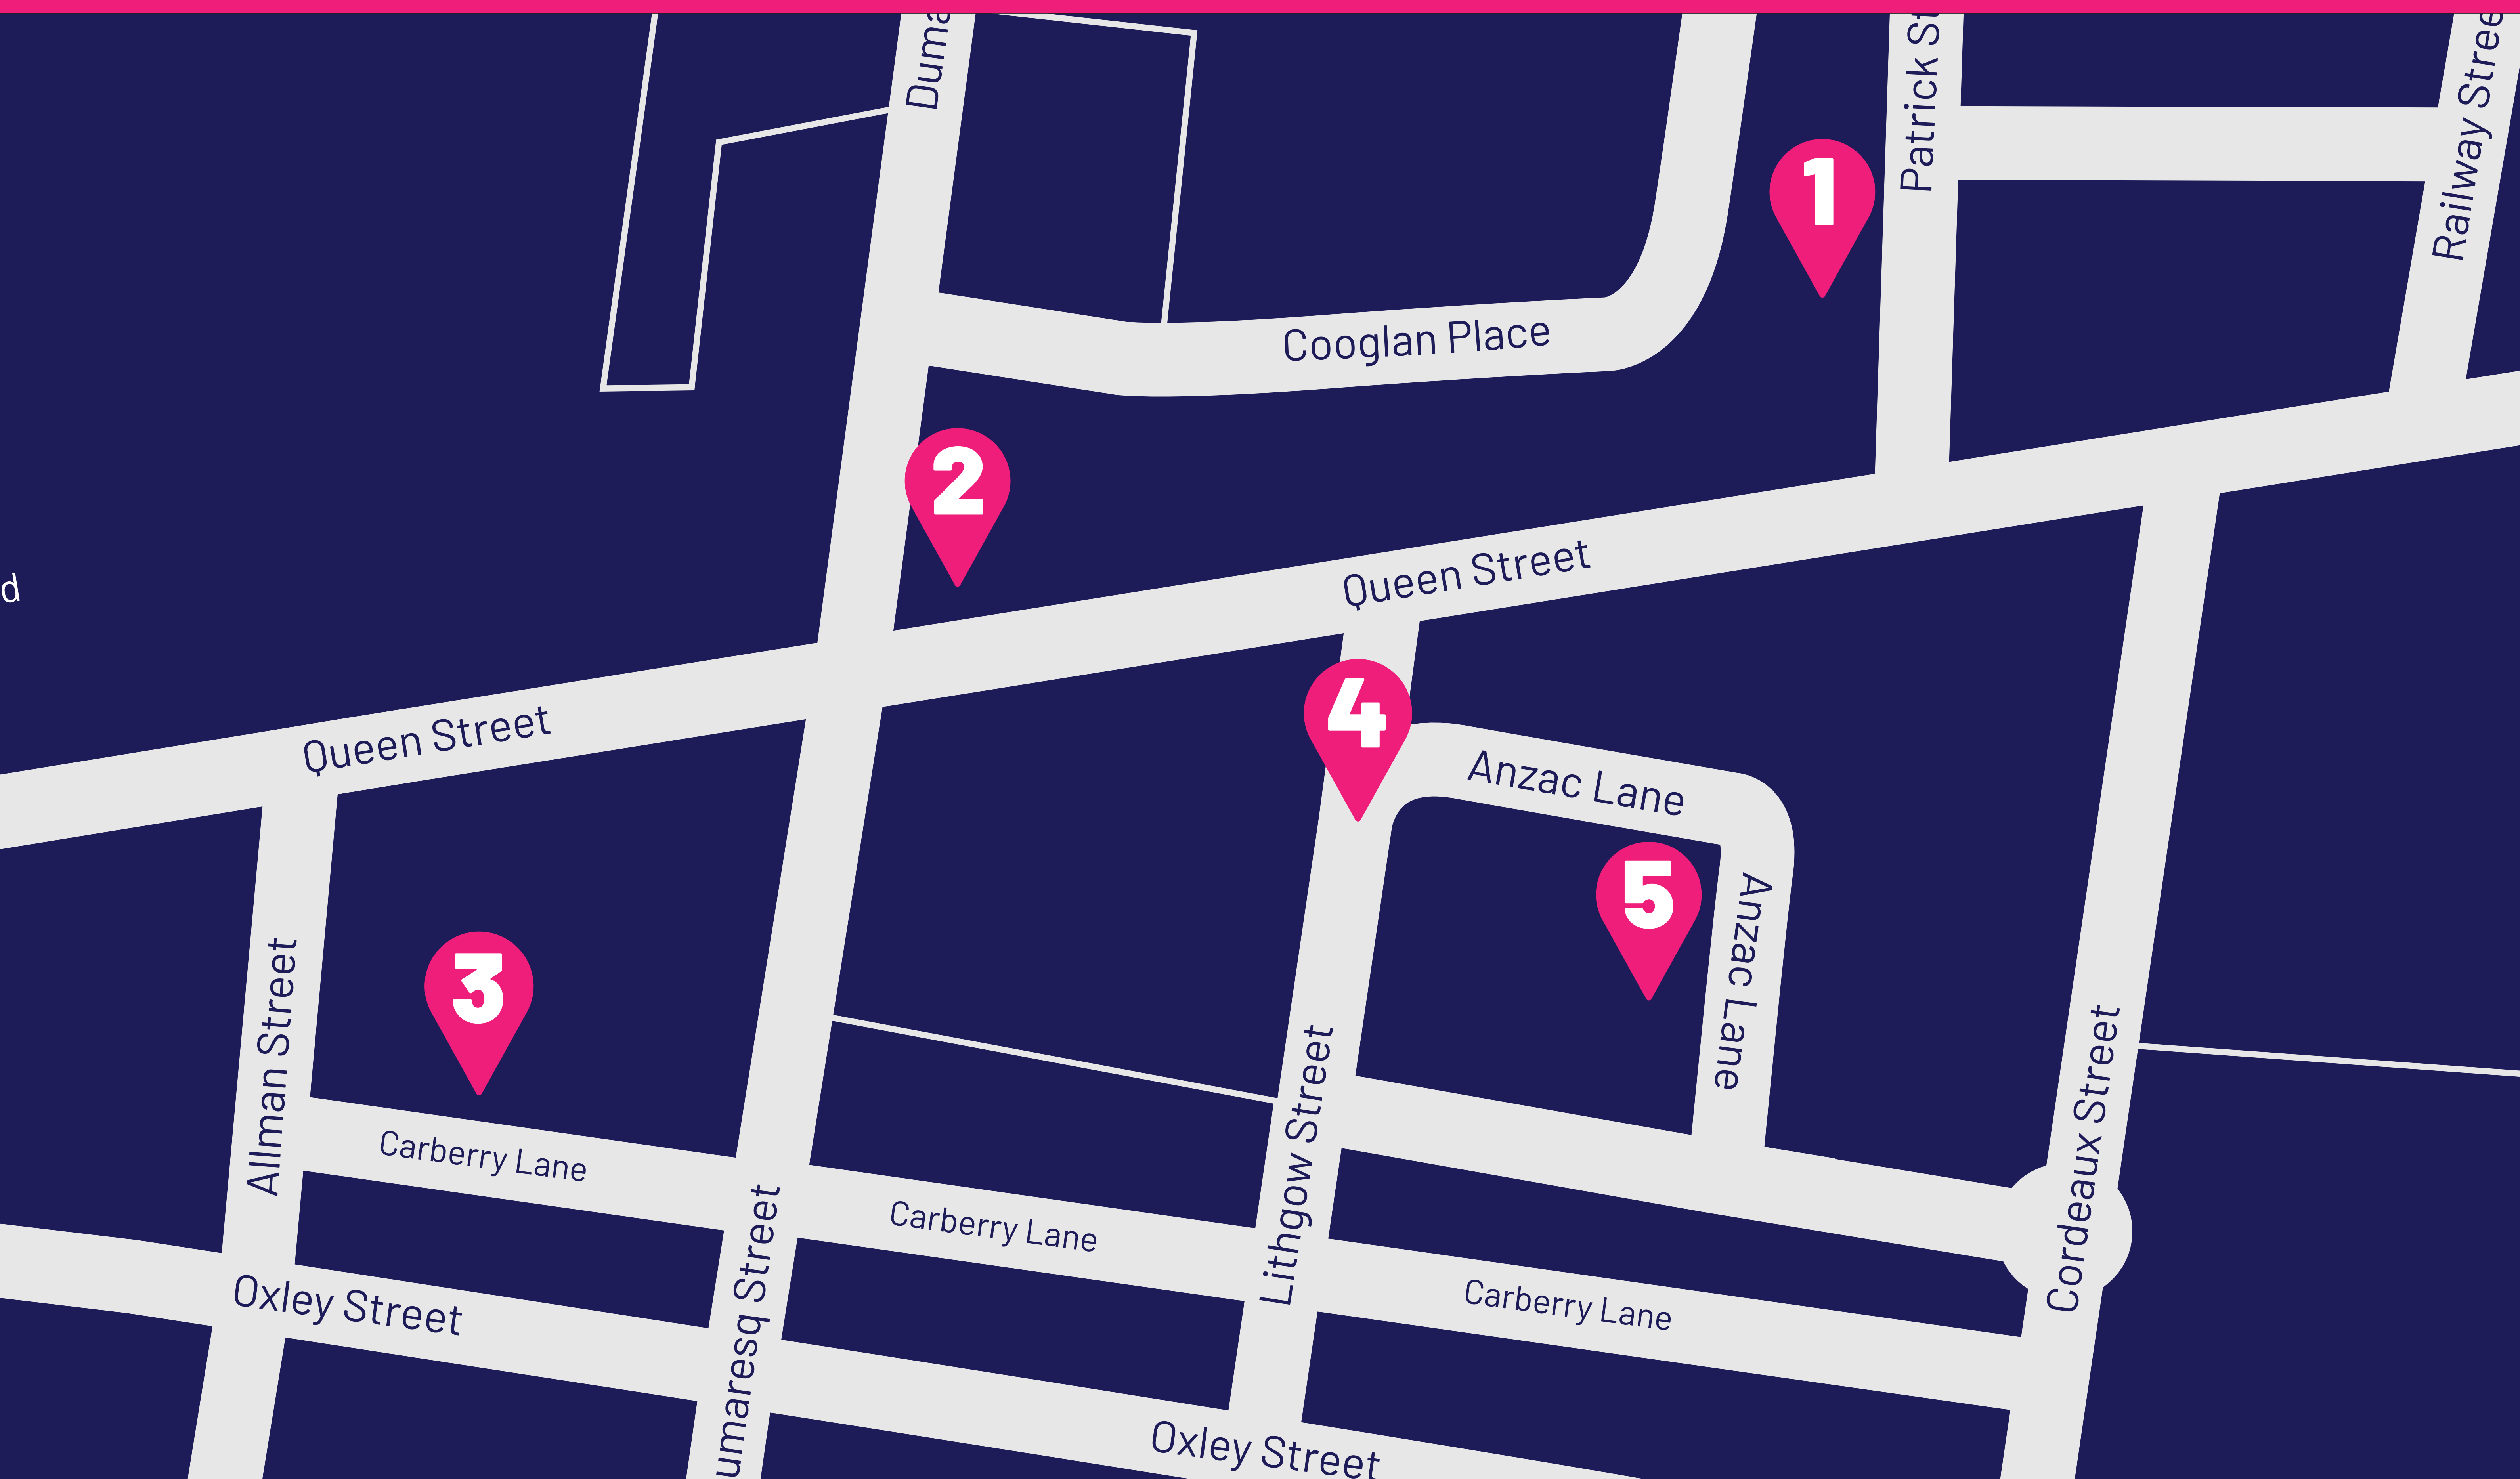 Duma
Patrick St
Railway Stree
1
Cooglan Place
2
Queen Street
d
4
Queen Street
Anzac Lane
5
Anzac Lane
3
Allman Street
Carberry Lane
Carberry Lane
Lithgow Street
Cordeaux Street
Carberry Lane
Oxley Street
umaresq Street
Oxley Street